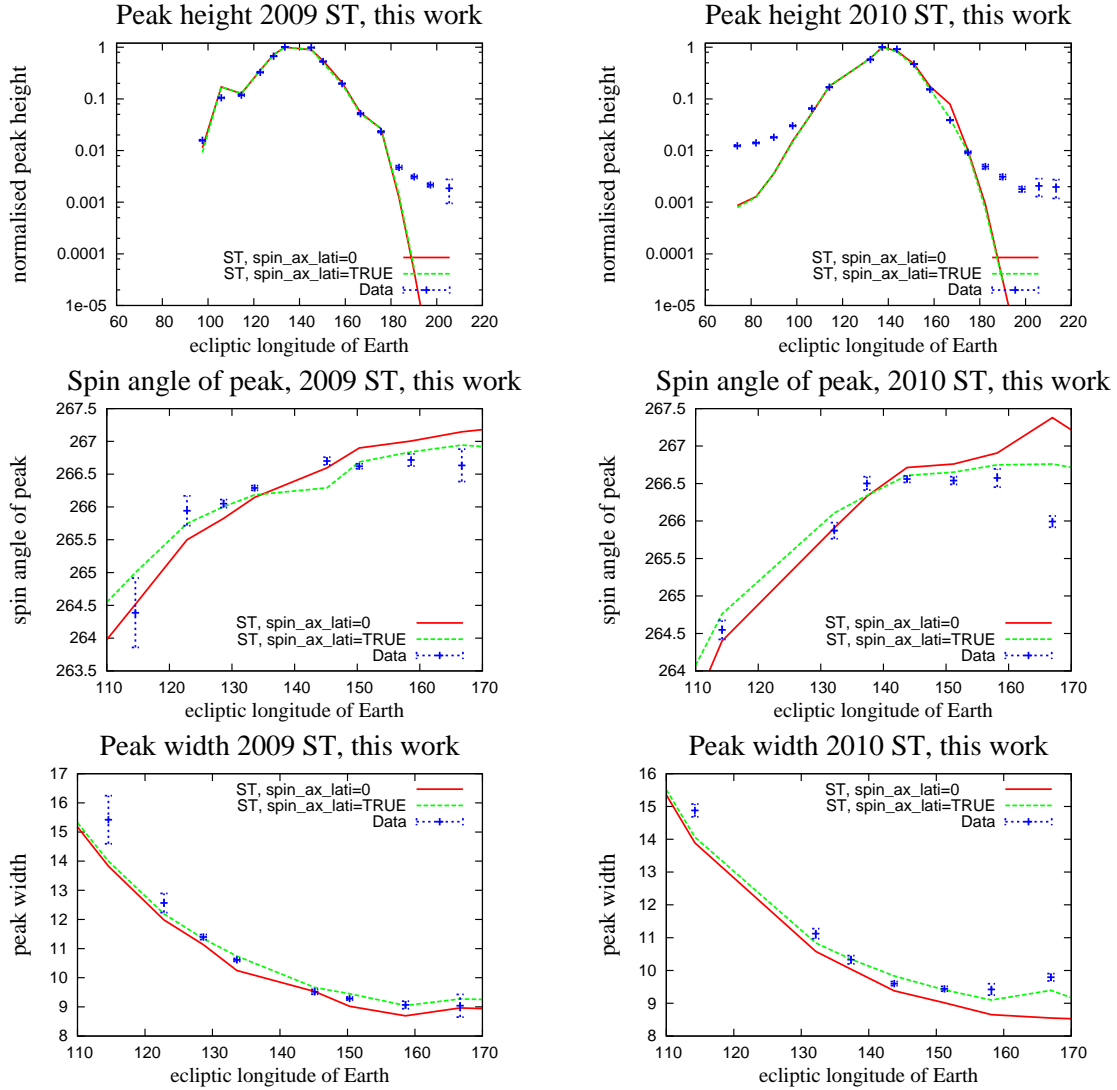 Peak height 2009 ST, this work
normalised peak height
1
0.1
0.01
0.001
0.0001
1e-05
ST, spin_ax_lati=0
ST, spin_ax_lati=TRUE
Data
60 80 100 120 140 160 180 200 220
ecliptic longitude of Earth
Peak height 2010 ST, this work
normalised peak height
1
0.1
0.01
0.001
0.0001
1e-05
ST, spin_ax_lati=0
ST, spin_ax_lati=TRUE
Data
60 80 100 120 140 160 180 200 220
ecliptic longitude of Earth
Spin angle of peak, 2009 ST, this work
spin angle of peak
267.5
267
266.5
266
265.5
265
264.5
264
263.5
ST, spin_ax_lati=0
ST, spin_ax_lati=TRUE
Data
110 120 130 140 150 160 170
ecliptic longitude of Earth
Spin angle of peak, 2010 ST, this work
spin angle of peak
267.5
267
266.5
266
265.5
265
264.5
264
ST, spin_ax_lati=0
ST, spin_ax_lati=TRUE
Data
110 120 130 140 150 160 170
ecliptic longitude of Earth
Peak width 2009 ST, this work
peak width
17
16
15
14
13
12
11
10
9
8
ST, spin_ax_lati=0
ST, spin_ax_lati=TRUE
Data
110 120 130 140 150 160 170
ecliptic longitude of Earth
Peak width 2010 ST, this work
peak width
16
15
14
13
12
11
10
9
8
ST, spin_ax_lati=0
ST, spin_ax_lati=TRUE
Data
110 120 130 140 150 160 170
ecliptic longitude of Earth